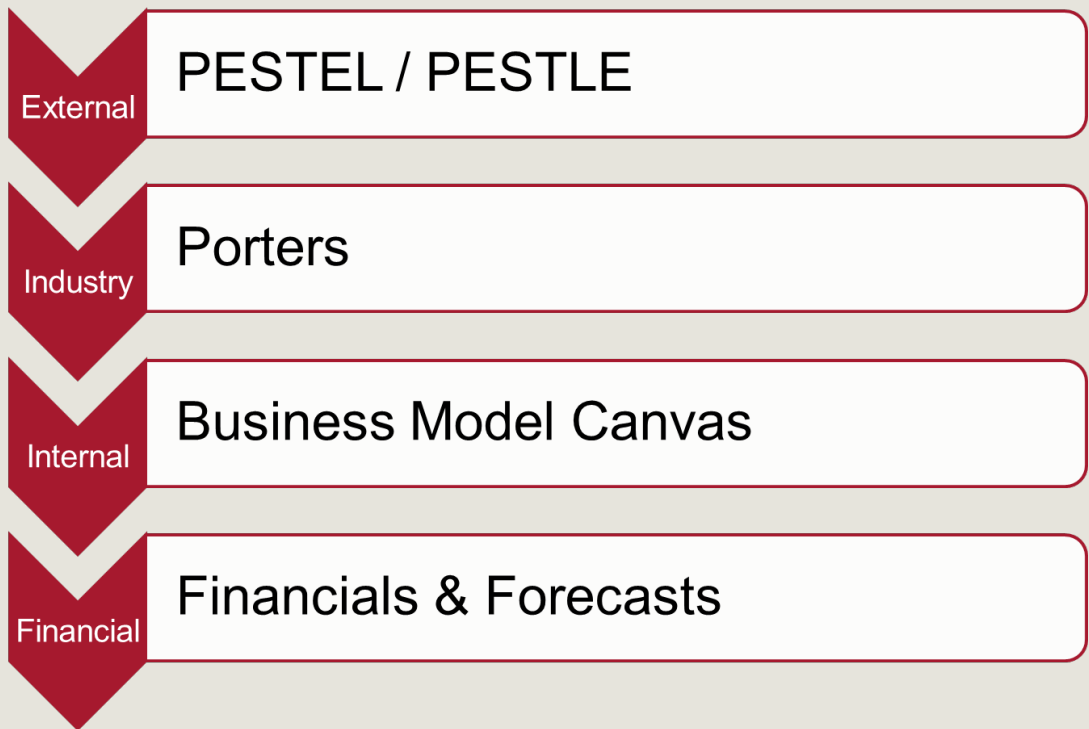 External
PESTEL / PESTLE
Industry
Porters
Internal
Business Model Canvas
Financial
Financials & Forecasts